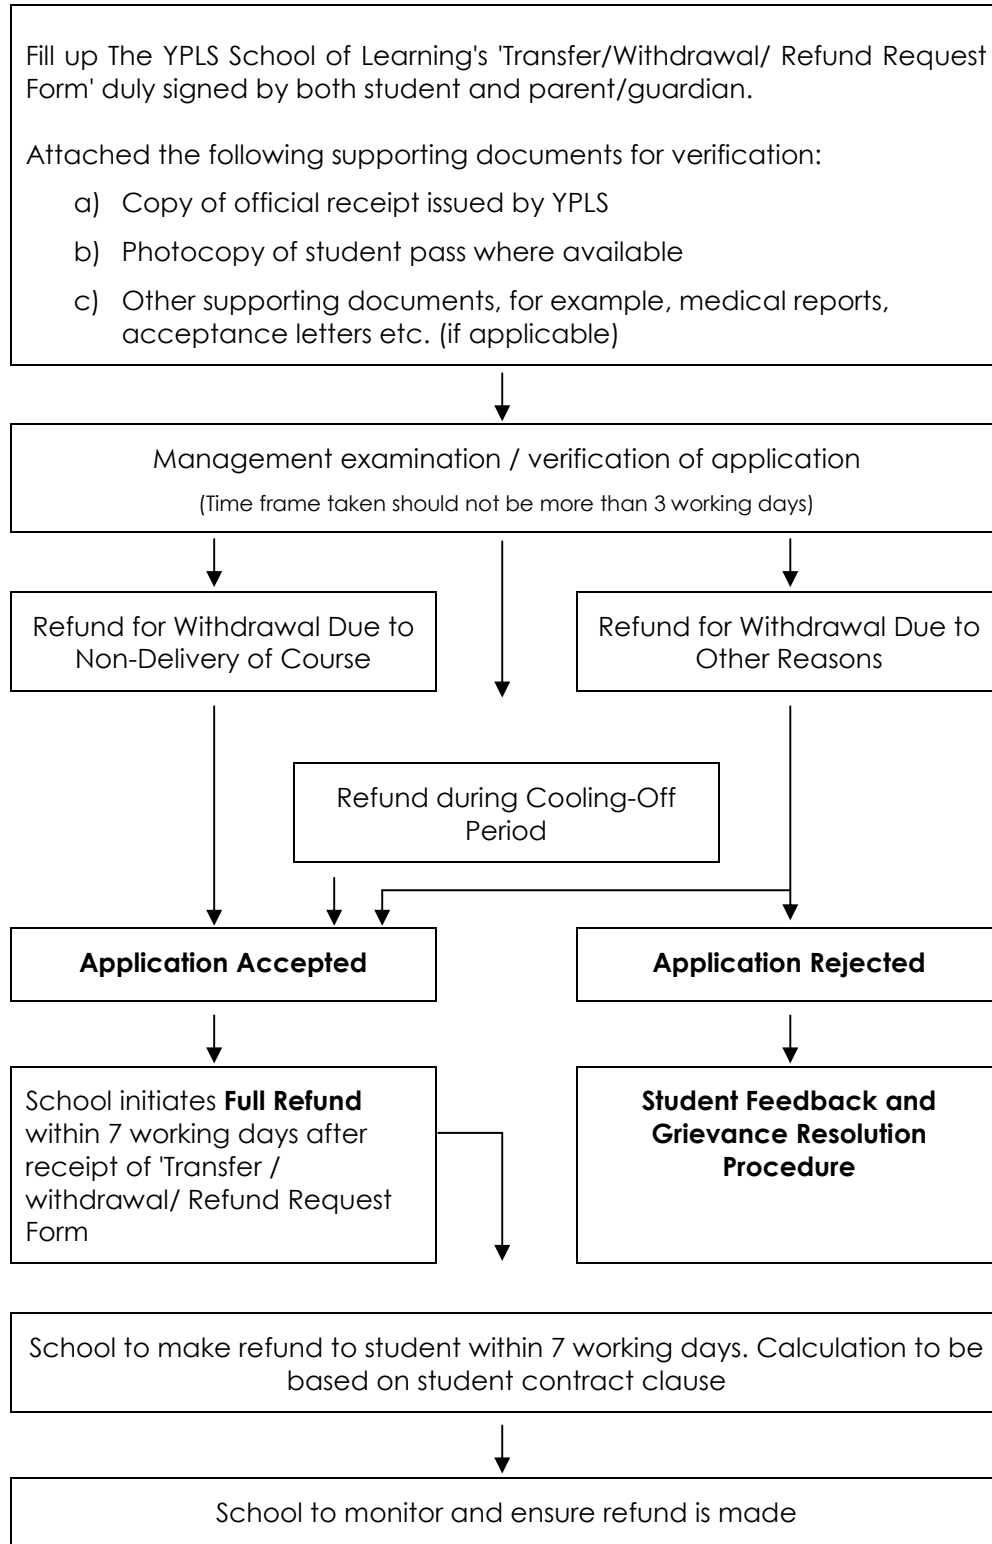 Fill up The YPLS School of Learning's 'Transfer/Withdrawal/ Refund Request
Form' duly signed by both student and parent/guardian.
Attached the following supporting documents for verification:
a) Copy of official receipt issued by YPLS
b) Photocopy of student pass where available
c) Other supporting documents, for example, medical reports,
acceptance letters etc. (if applicable)
Management examination / verification of application
(Time frame taken should not be more than 3 working days)
Refund for Withdrawal Due to
Non-Delivery of Course
Refund for Withdrawal Due to
Other Reasons
Refund during Cooling-Off
Period
Application Accepted
Application Rejected
School initiates Full Refund
within 7 working days after
receipt of 'Transfer /
withdrawal/ Refund Request
Form
Student Feedback and
Grievance Resolution
Procedure
School to make refund to student within 7 working days. Calculation to be
based on student contract clause
School to monitor and ensure refund is made